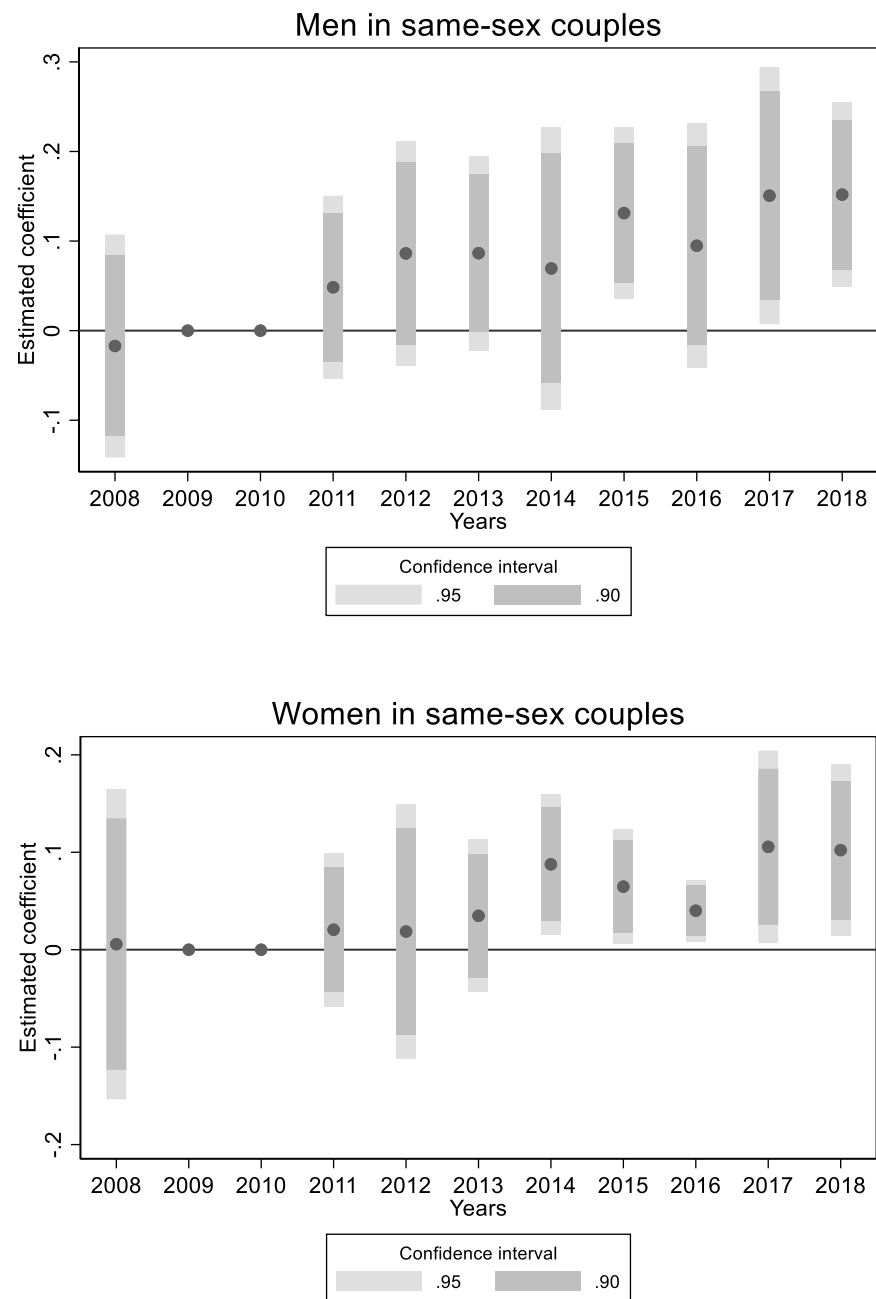 Men in same-sex couples
Estimated coefficient
.3
.2
.1
0
-.1
2008 2009 2010 2011 2012 2013 2014 2015 2016 2017 2018
Years
Confidence interval
.95 .90
Women in same-sex couples
Estimated coefficient
.2
.1
0
-.1
-.2
2008 2009 2010 2011 2012 2013 2014 2015 2016 2017 2018
Years
Confidence interval
.95 .90